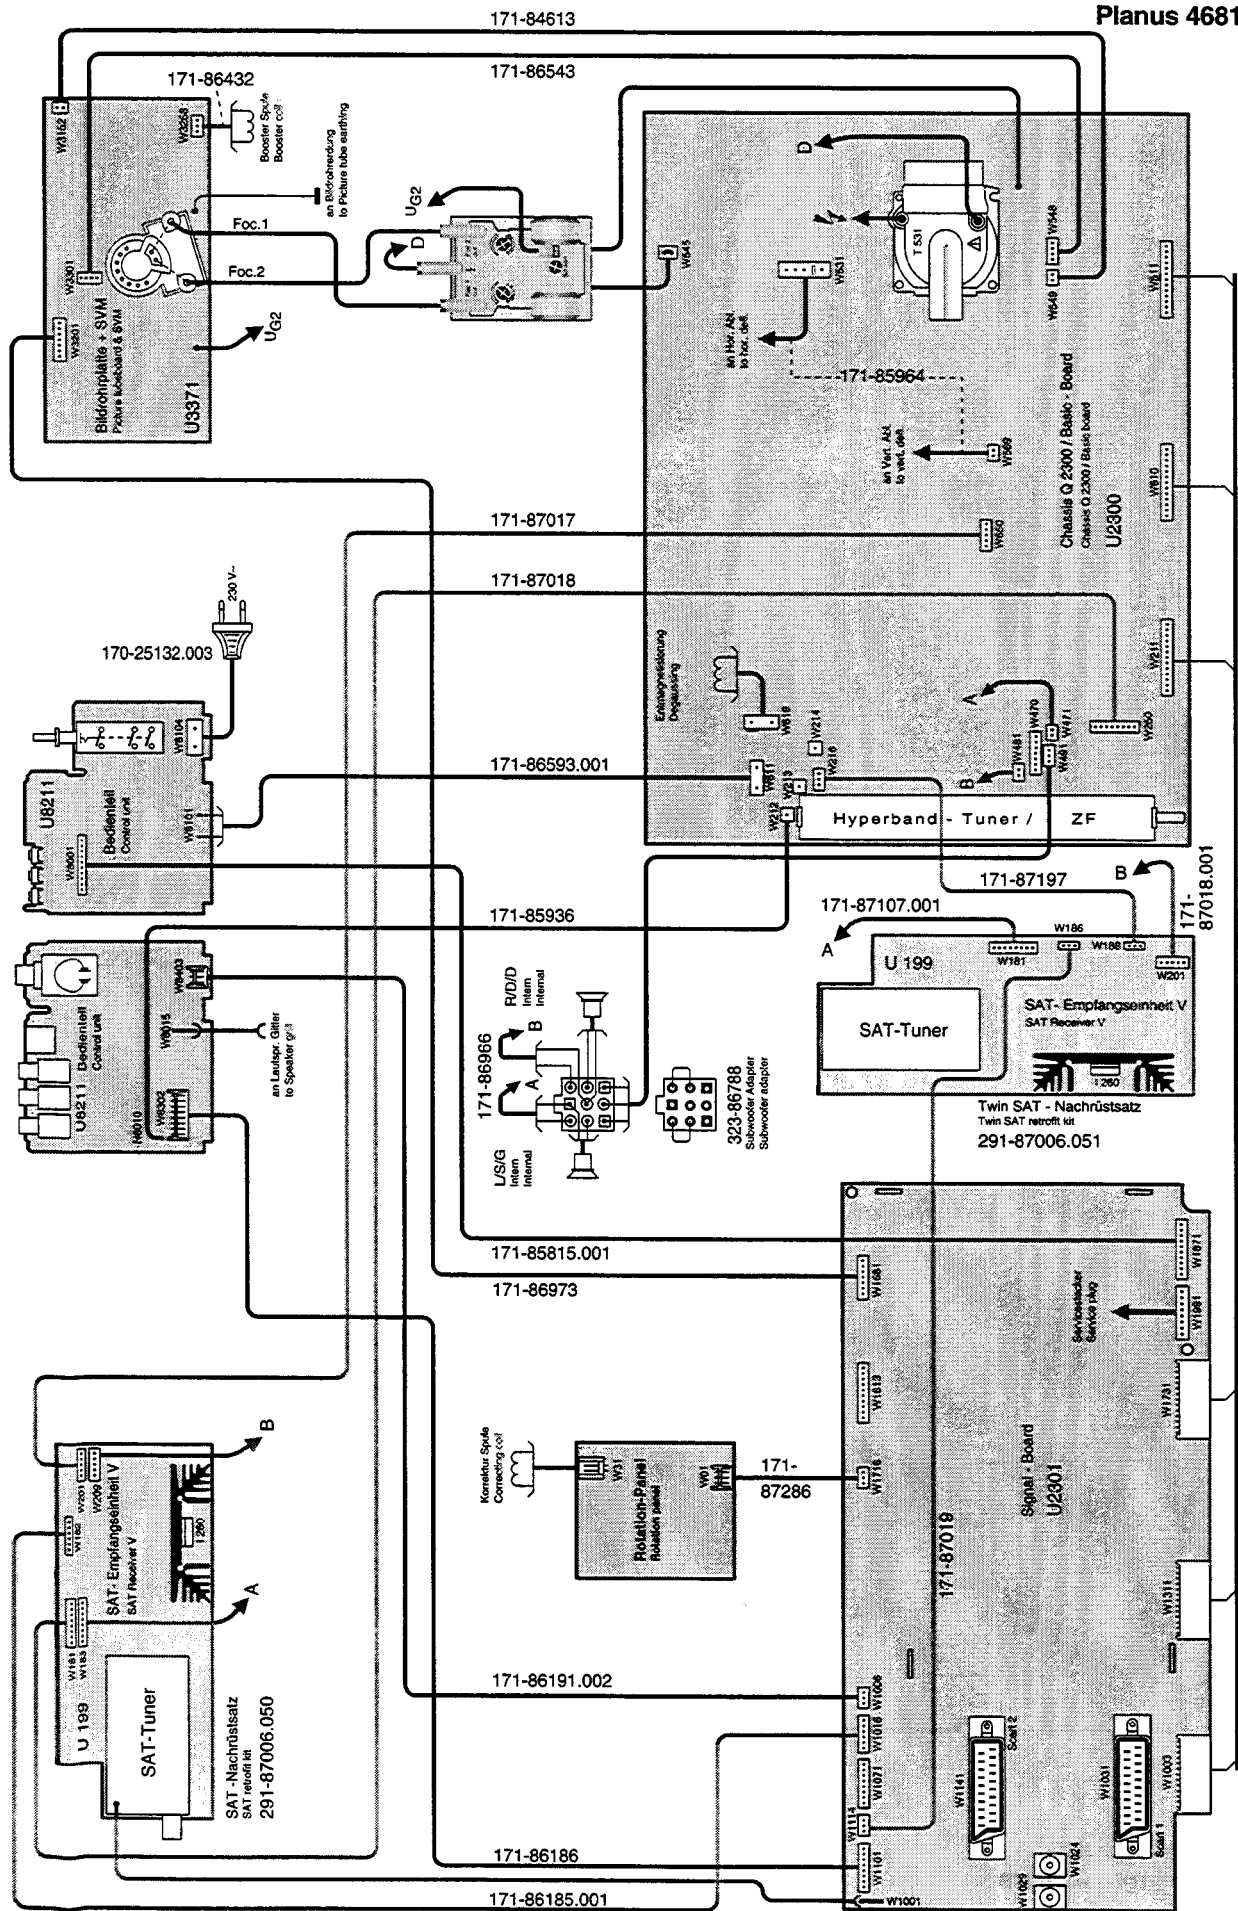 Planus 4681
171-84613
171-86543
171-86432
W3152
W3258
Booster Spule
Booster coil
an Bildrohrerdung
to Picture tube earthing
Foc.1
Foc.2
W3301
W3201
Bildrohrplatte + SVM
Picture tubeboard & SVM
U3371
UG2
UG2
D
W545
D
T 531
W531
W548
W549
W511
an Hor. Abl.
to hor. defl.
171-85964
an Vert. Abl.
to vert. defl.
W569
Chassis Q 2300 / Basic - Board
Chassis Q 2300 / Basic board
U2300
W610
W650
171-87017
171-87018
230 V~
170-25132.003
Entmagnetisierung
Degaussing
W619
W214
W216
W213
W212
W611
A
B
W470
W471
W481
W491
W260
W211
Hyperband - Tuner / ZF
U8211
Bedienteil
Control unit
W8104
W8101
W8001
171-86593.001
171-85936
171-87197
171-87107.001
A
B
171-
87018.001
U8211 Bedienteil
Control unit
W8403
W8015
W8302
an Lautspr. Gitter
to Speaker grill
R/D/D
Intern
Internal
171-86966
A
B
L/S/G
Intern
Internal
323-86788
Subwoofer Adapter
Subwoofer adapter
U 199
W181
W186
W188
W201
SAT-Tuner
SAT- Empfangseinheit V
SAT Receiver V
I 260
Twin SAT - Nachrüstsatz
Twin SAT retrofit kit
291-87006.051
171-85815.001
171-86973
W1681
W1671
W1981
Servicestecker
Service plug
W1613
W1731
Korrektur Spule
Correcting coil
W31
W01
Rotation-Panel
Rotation panel
171-
87286
W1716
Signal - Board
U2301
171-87019
W1311
B
W201
W209
W182
SAT- Empfangseinheit V
SAT Receiver V
I 260
A
W181
W183
U 199
SAT-Tuner
SAT -Nachrüstsatz
SAT retrofit kit
291-87006.050
171-86191.002
W1006
W1016
W1071
W1114
W1101
W1001
W1141
Scart 2
W1031
Scart 1
W1003
W1029
W1024
171-86186
171-86185.001